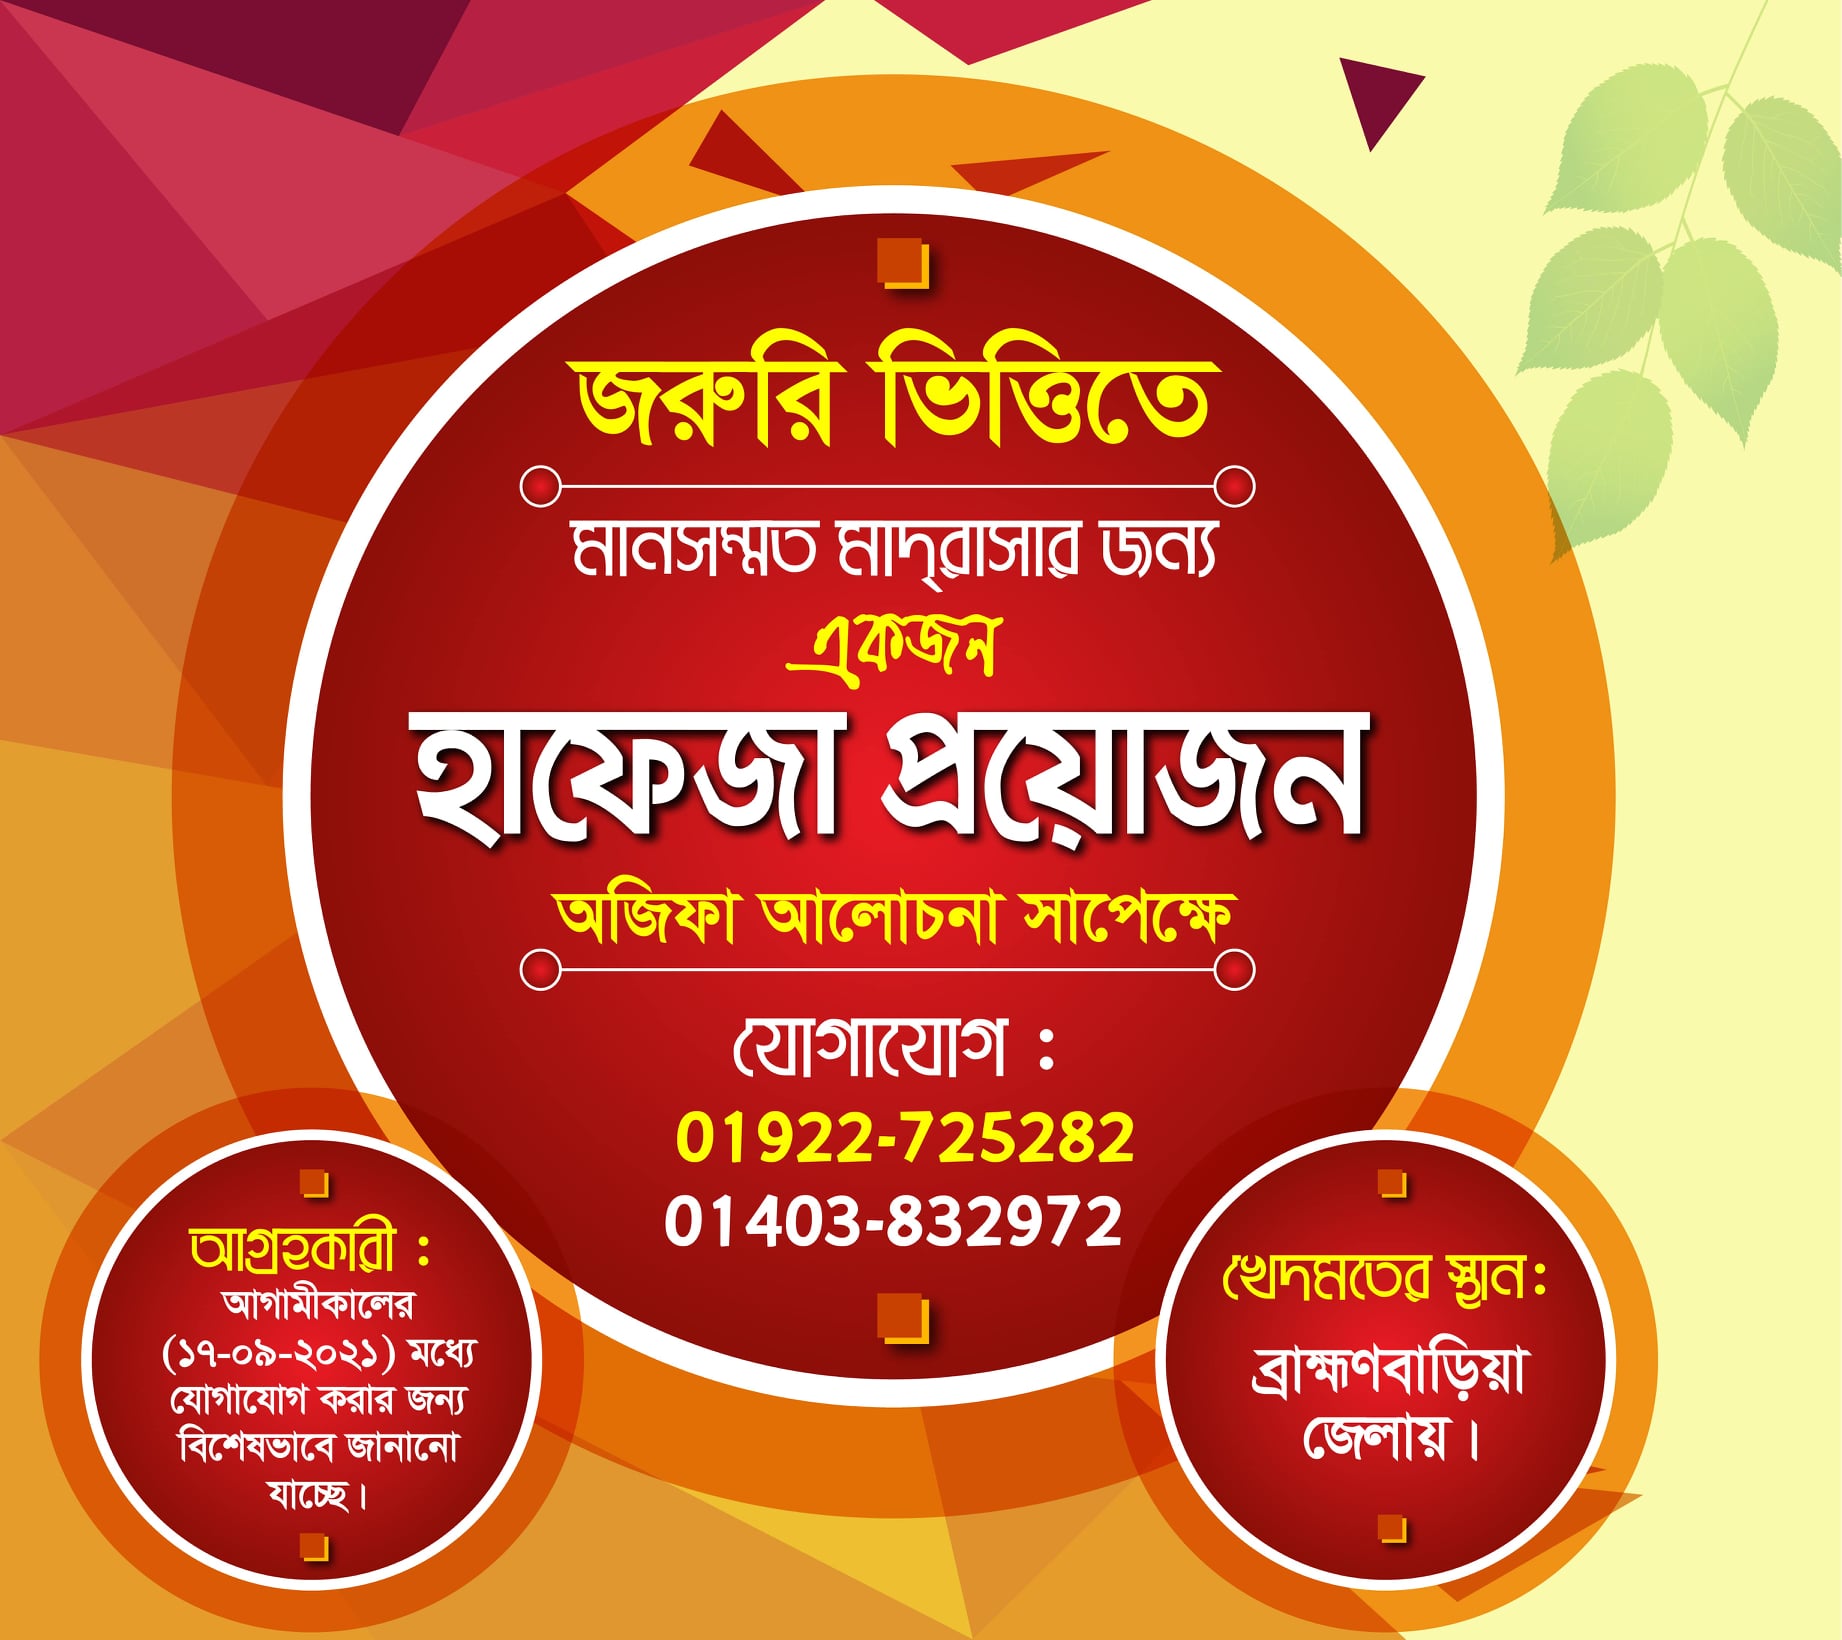 জরুরি ভিত্তিতে
মানসম্মত মাদ্‌রাসার জন্য
একজন
হাফেজা প্রয়োজন
অজিফা আলোচনা সাপেক্ষে
যোগাযোগ :
01922-725282
01403-832972
আগ্রহকারী :
আগামীকালের
(১৭-০৯-২০২১) মধ্যে
যোগাযোগ করার জন্য
বিশেষভাবে জানানো
যাচ্ছে।
খেদমতের স্থান:
ব্রাহ্মণবাড়িয়া
জেলায়।